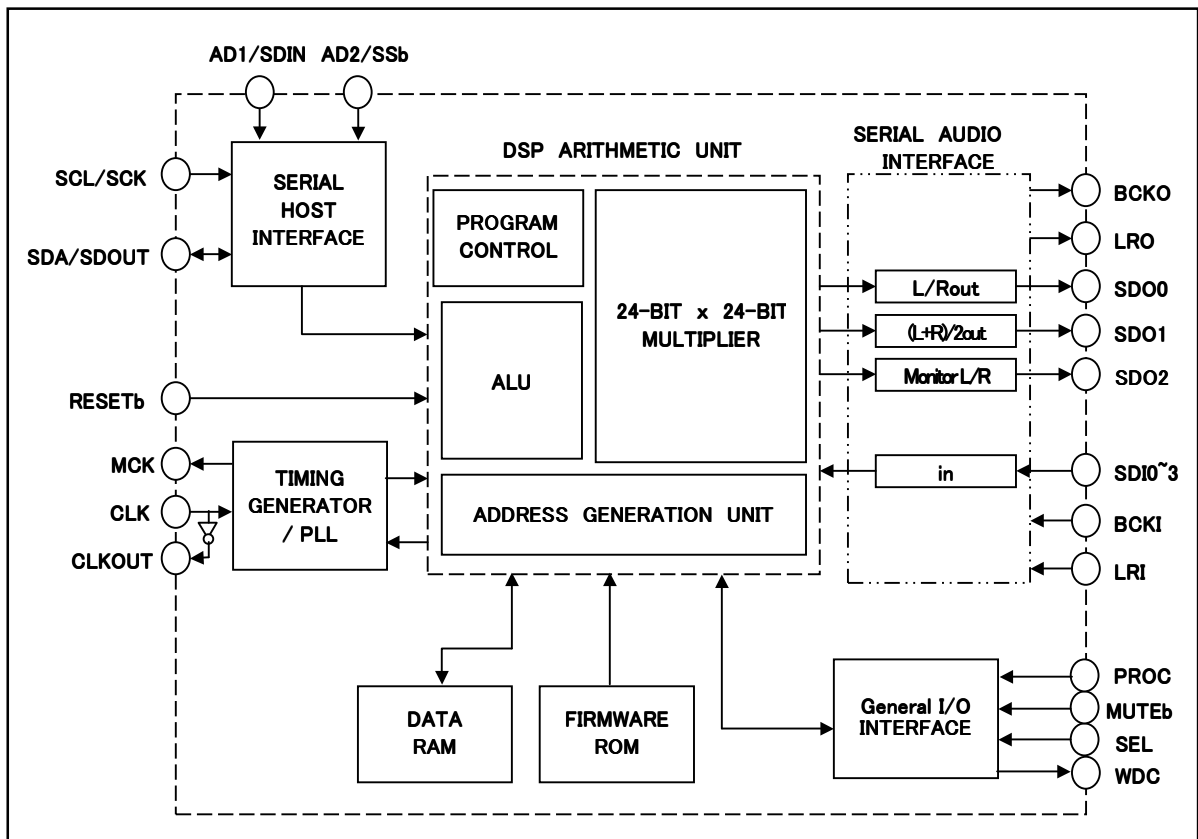 AD1/SDIN AD2/SSb
SERIAL AUDIO
INTERFACE
DSP ARITHMETIC UNIT
SCL/SCK
SERIAL
HOST
INTERFACE
SDA/SDOUT
PROGRAM
CONTROL
24-BIT x 24-BIT
MULTIPLIER
ALU
BCKO
LRO
L/Rout
SDO0
(L+R)/2out
SDO1
Monitor L/R
SDO2
RESETb
MCK
CLK
CLKOUT
TIMING
GENERATOR
/ PLL
ADDRESS GENERATION UNIT
in
SDI0~3
BCKI
LRI
DATA
RAM
FIRMWARE
ROM
General I/O
INTERFACE
PROC
MUTEb
SEL
WDC